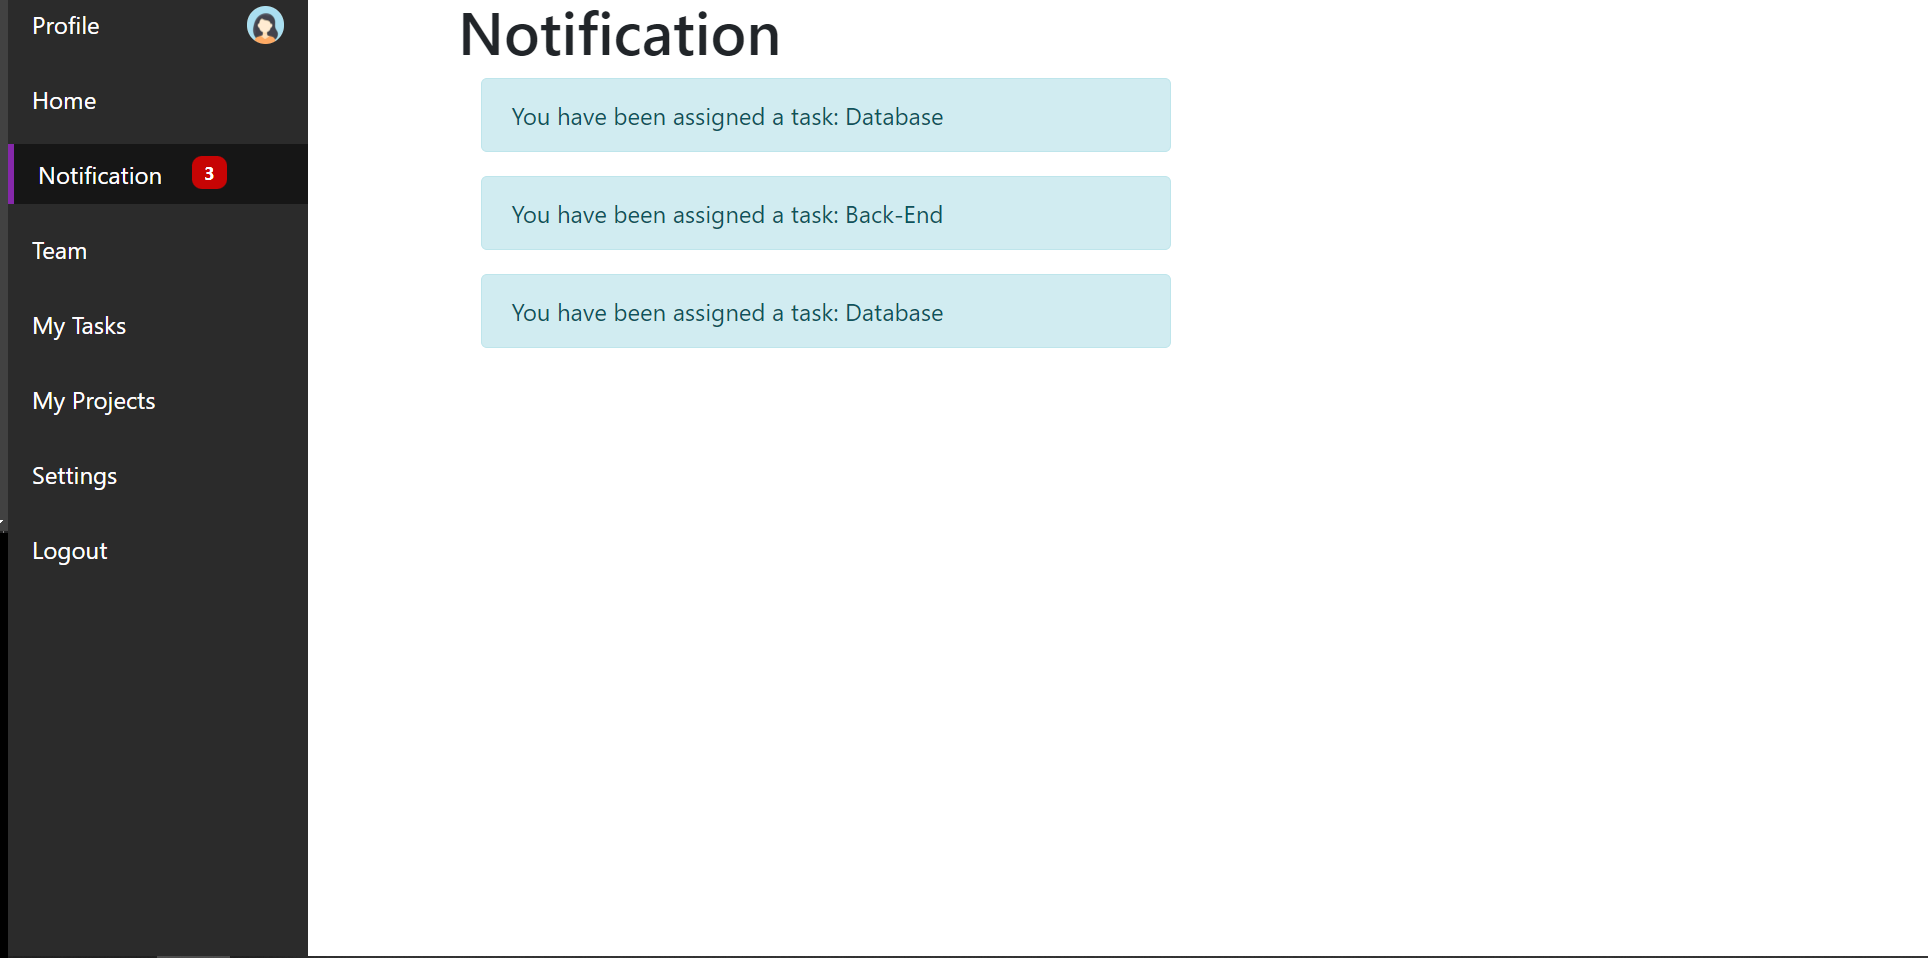 Profile
Home
Notification 3
Team
My Tasks
My Projects
Settings
Logout
Notification
You have been assigned a task: Database
You have been assigned a task: Back-End
You have been assigned a task: Database